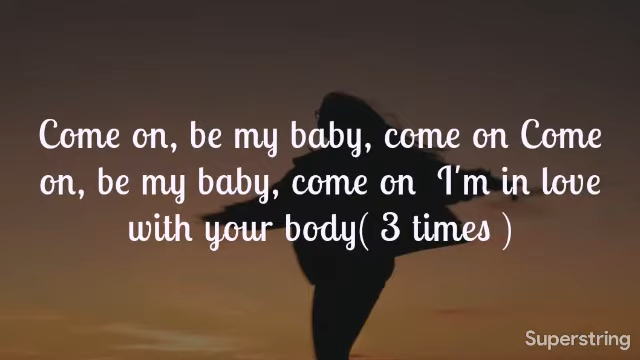 Come on, be my baby, come on Come
on, be my baby, come on  I'm in love
with your body( 3 times )
Superstring